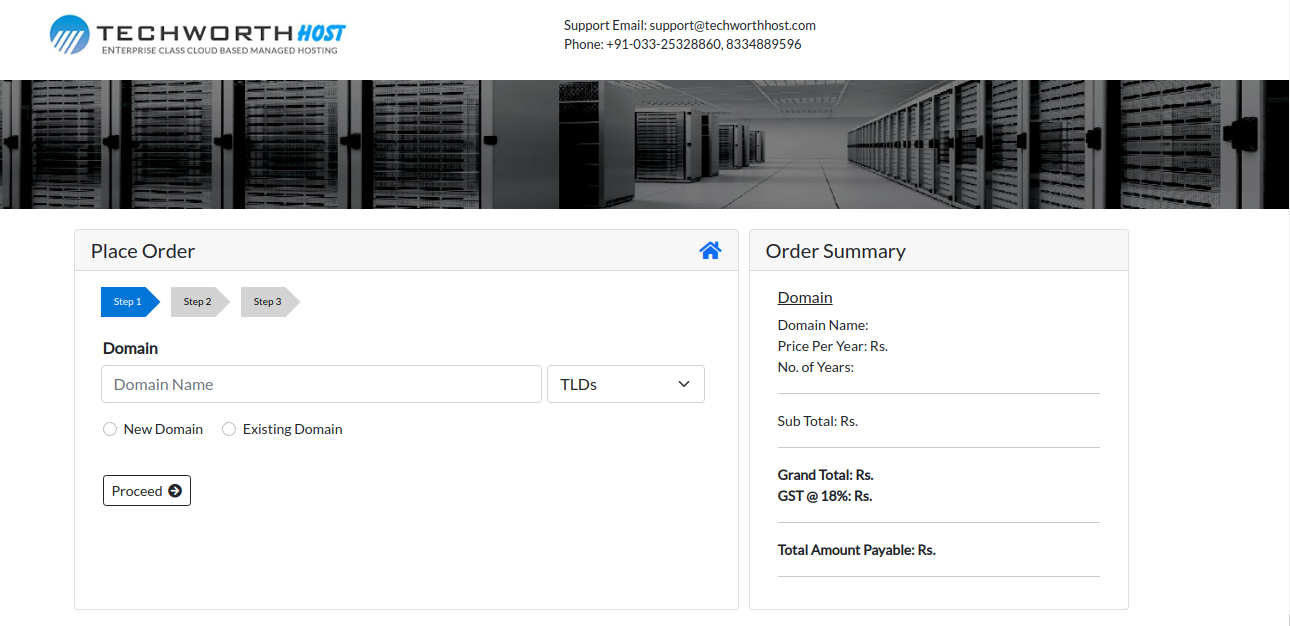 TECHWORTH HOST
ENTERPRISE CLASS CLOUD BASED MANAGED HOSTING
Support Email: support@techworthhost.com
Phone: +91-033-25328860, 8334889596
Place Order
Step 1 Step 2 Step 3
Domain
Domain Name TLDs
New Domain Existing Domain
Proceed
Order Summary
Domain
Domain Name:
Price Per Year: Rs.
No. of Years:
Sub Total: Rs.
Grand Total: Rs.
GST @ 18%: Rs.
Total Amount Payable: Rs.